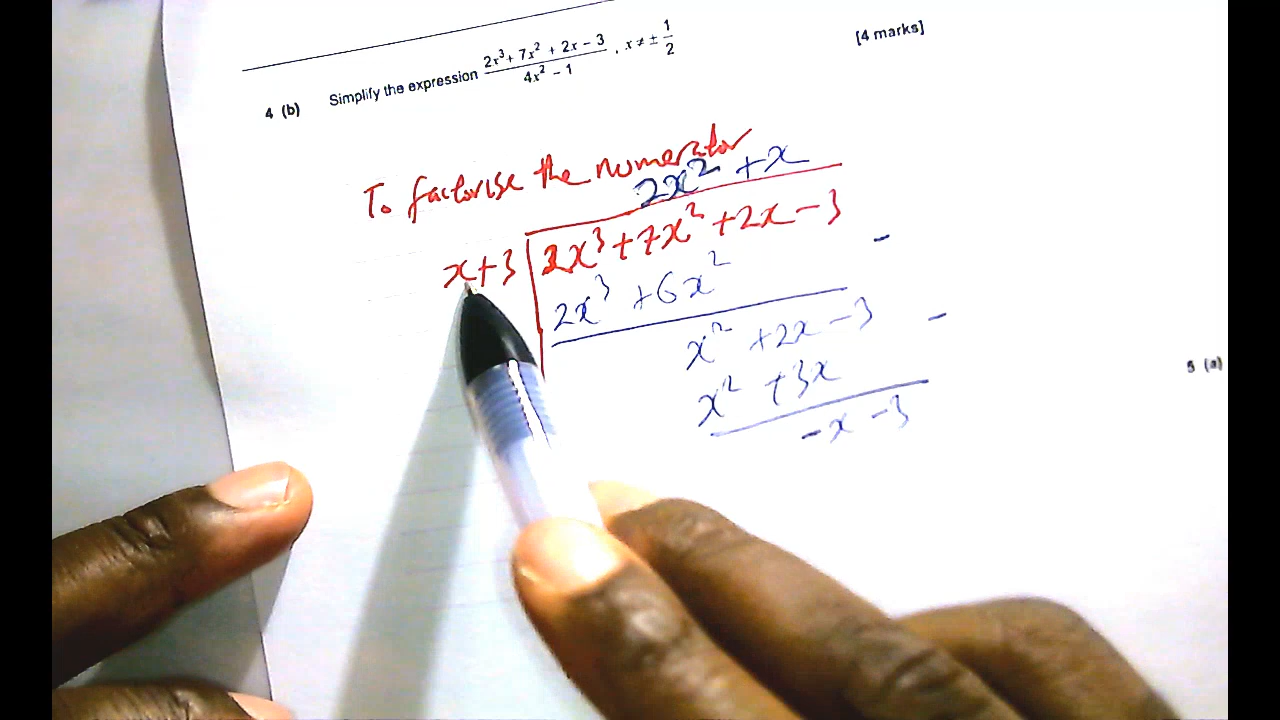 4 (b) Simplify the expression (2x³ + 7x² + 2x − 3)/(4x² − 1) , x ≠ ± 1/2 [4 marks]
To factorise the numerator
2x² + x
x+3 | 2x³ + 7x² + 2x − 3
2x³ + 6x² −
x² + 2x − 3
x² + 3x −
−x − 3
5 (a)